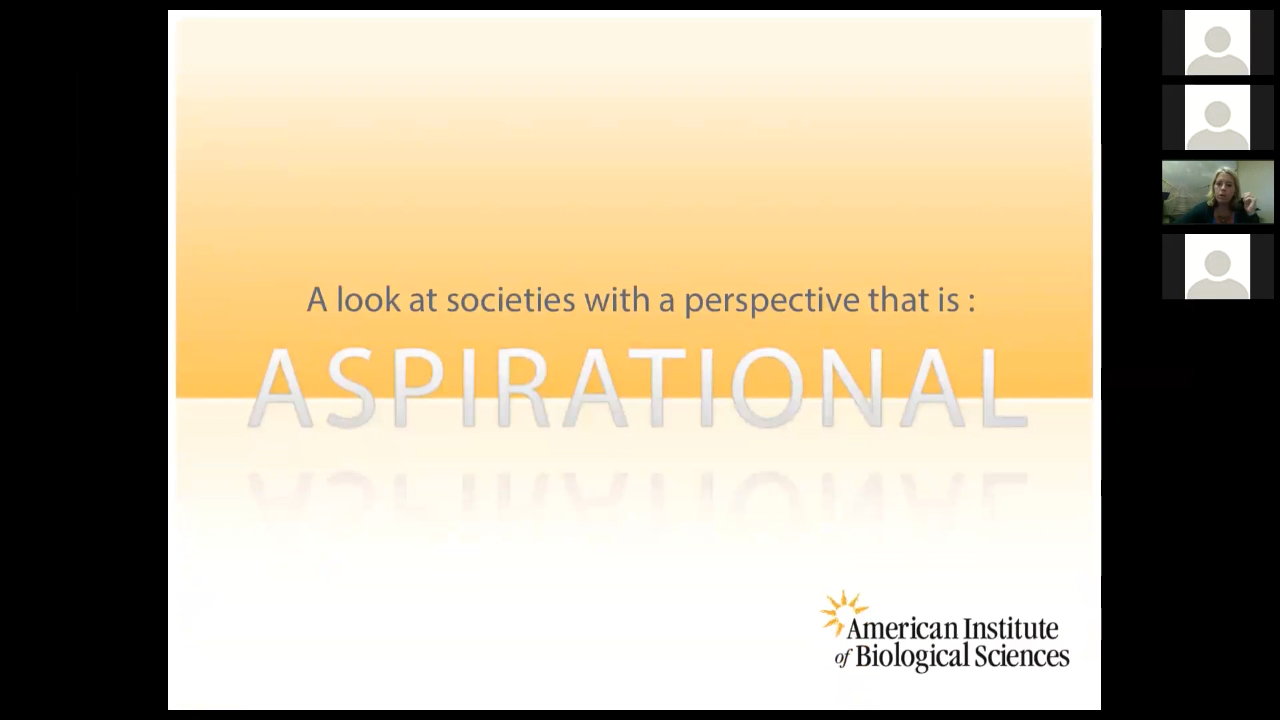 A look at societies with a perspective that is :
ASPIRATIONAL
American Institute
of Biological Sciences